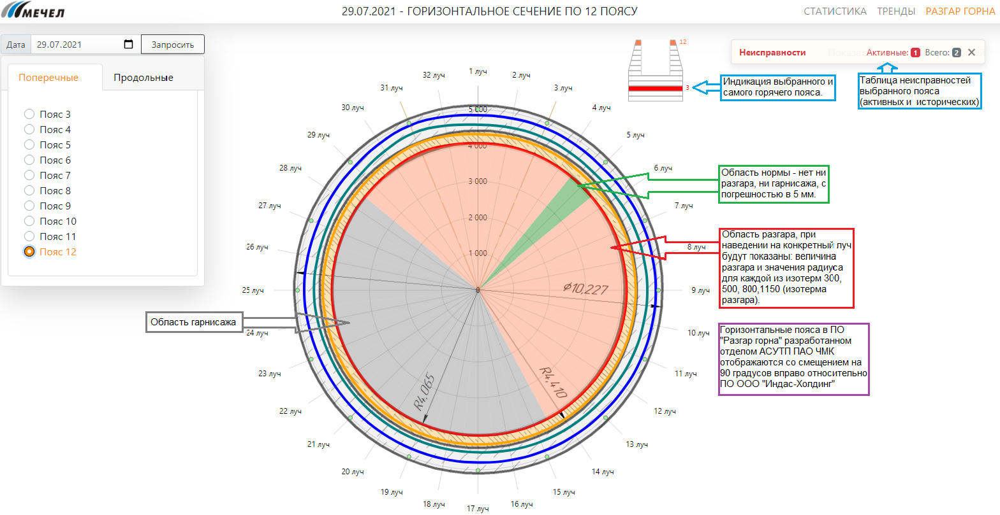 МЕЧЕЛ
29.07.2021 - ГОРИЗОНТАЛЬНОЕ СЕЧЕНИЕ ПО 12 ПОЯСУ
СТАТИСТИКА
ТРЕНДЫ
РАЗГАР ГОРНА
Дата
29.07.2021
Запросить
Поперечные
Продольные
Пояс 3
Пояс 4
Пояс 5
Пояс 6
Пояс 7
Пояс 8
Пояс 9
Пояс 10
Пояс 11
Пояс 12
1 луч
2 луч
3 луч
4 луч
5 луч
6 луч
7 луч
8 луч
9 луч
10 луч
11 луч
12 луч
13 луч
14 луч
15 луч
16 луч
17 луч
18 луч
19 луч
20 луч
21 луч
22 луч
23 луч
24 луч
25 луч
26 луч
27 луч
28 луч
29 луч
30 луч
31 луч
32 луч
5 000
4 000
3 000
2 000
1 000
0
⌀10,227
R4,410
R4,065
12
3
Неисправности
Активные: 1
Всего: 2
Индикация выбранного и
самого горячего пояса.
Таблица неисправностей
выбранного пояса
(активных и исторических)
Область нормы - нет ни
разгара, ни гарнисажа, с
погрешностью в 5 мм.
Область разгара, при
наведении на конкретный луч
будут показаны: величина
разгара и значения радиуса
для каждой из изотерм 300,
500, 800,1150 (изотерма
разгара).
Область гарнисажа
Горизонтальные пояса в ПО
"Разгар горна" разработанном
отделом АСУТП ПАО ЧМК
отображаются со смещением на
90 градусов вправо относительно
ПО ООО "Индас-Холдинг"